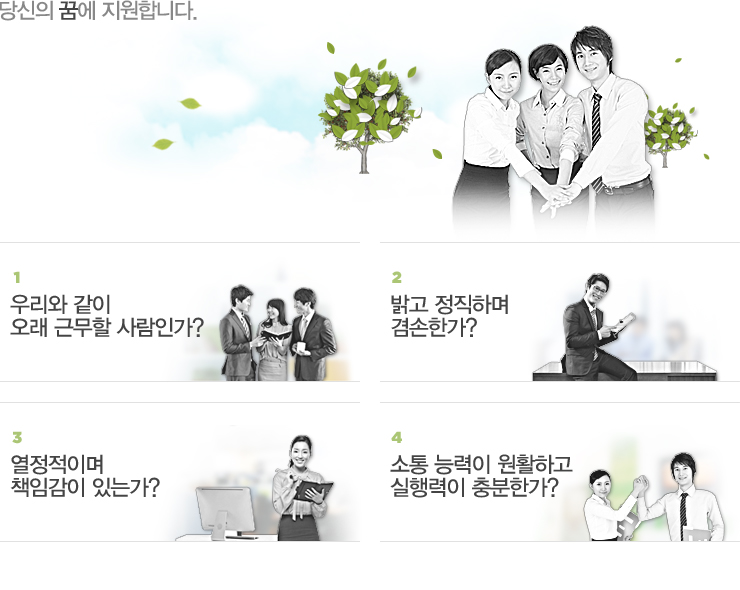 당신의 꿈에 지원합니다.
1
우리와 같이
오래 근무할 사람인가?
2
밝고 정직하며
겸손한가?
3
열정적이며
책임감이 있는가?
4
소통 능력이 원활하고
실행력이 충분한가?